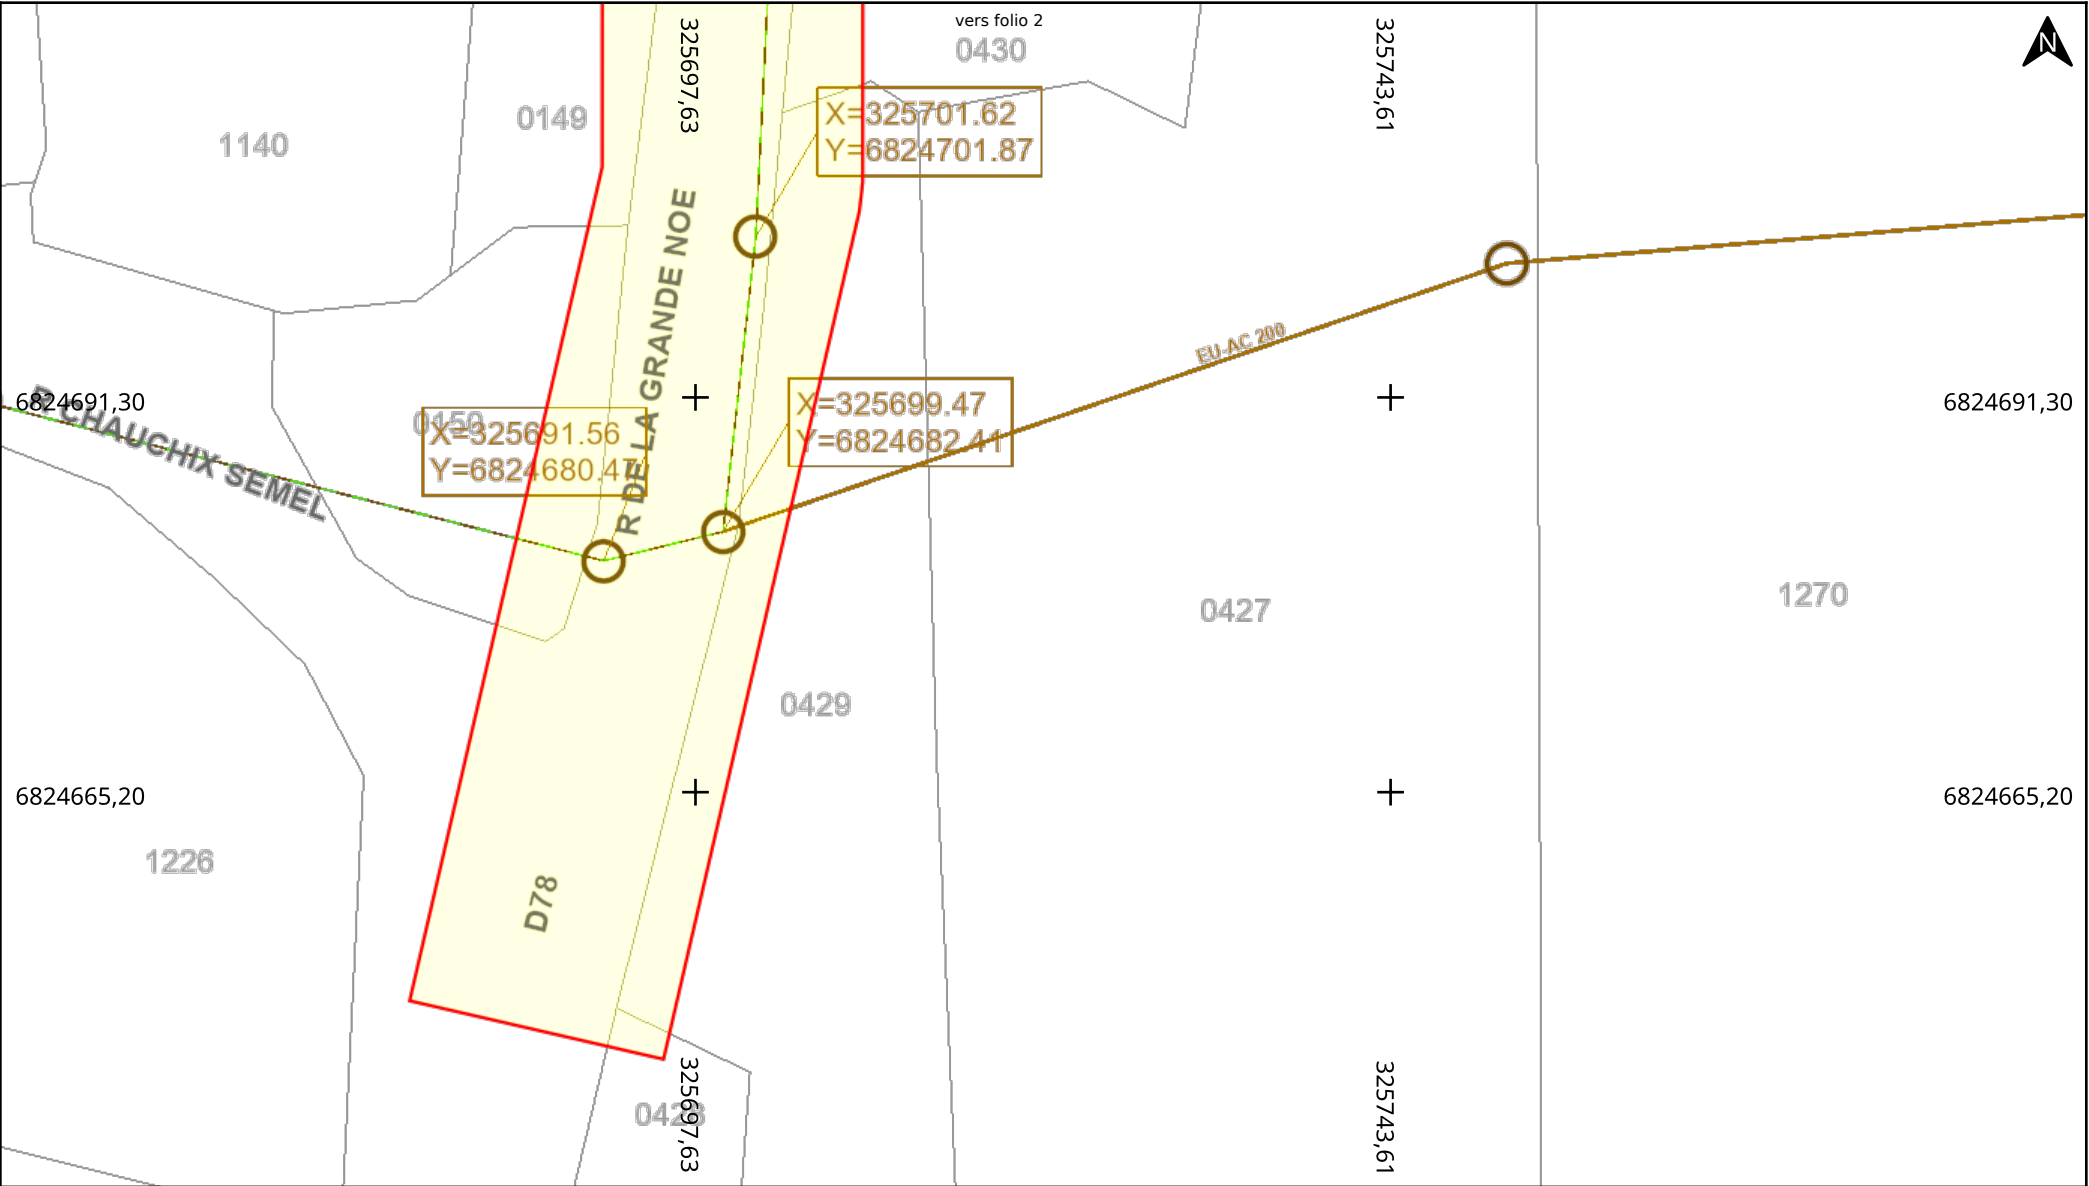 vers folio 2
0430
N
325697,63
325743,61
0149
1140
X=325701.62
Y=6824701.87
R DE LA GRANDE NOE
EU-AC 200
6824691,30
6824691,30
R CHAUCHIX SEMEL
0150
X=325691.56
Y=6824680.47
X=325699.47
Y=6824682.41
0427
1270
0429
6824665,20
6824665,20
1226
D78
0428
325697,63
325743,61